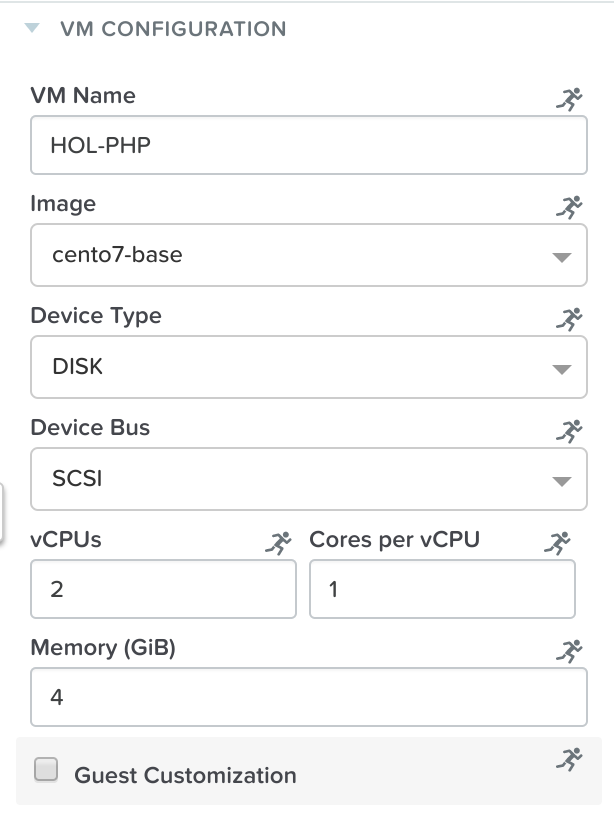 VM CONFIGURATION
VM Name
HOL-PHP
Image
cento7-base
Device Type
DISK
Device Bus
SCSI
vCPUs Cores per vCPU
2 1
Memory (GiB)
4
Guest Customization